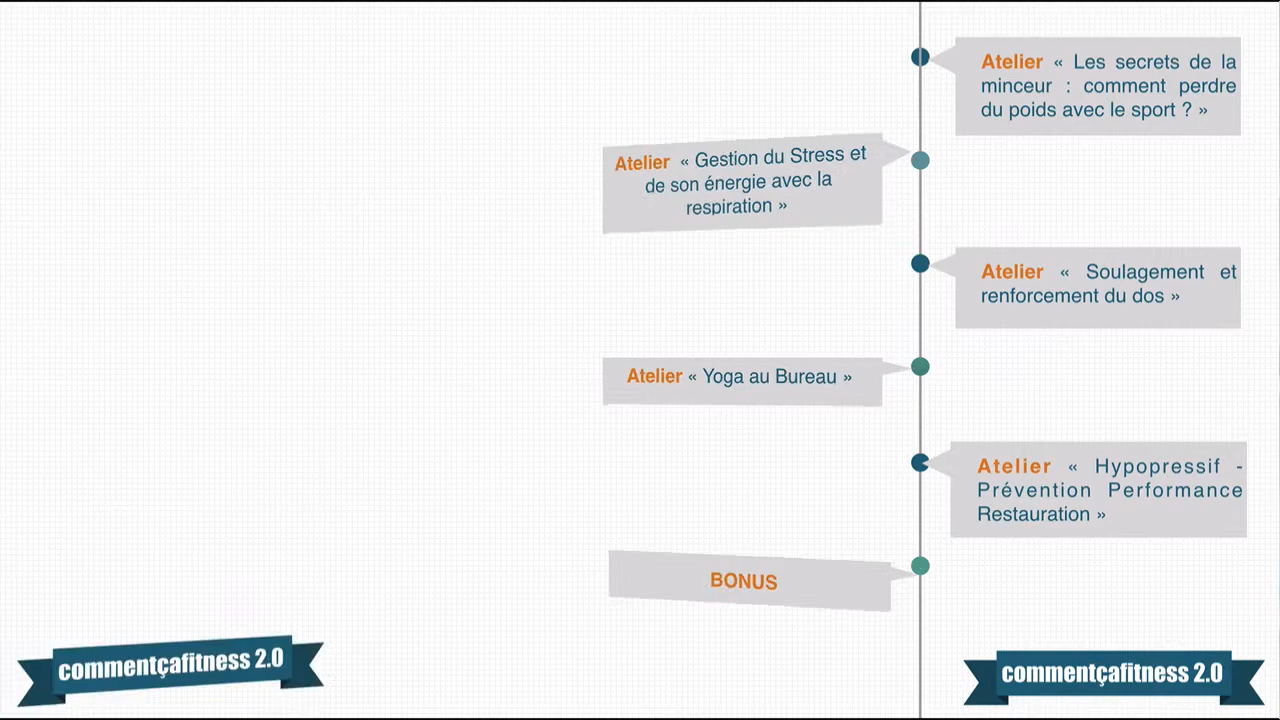 Atelier « Les secrets de la
minceur : comment perdre
du poids avec le sport ? »
Atelier « Gestion du Stress et
de son énergie avec la
respiration »
Atelier « Soulagement et
renforcement du dos »
Atelier « Yoga au Bureau »
Atelier « Hypopressif -
Prévention Performance
Restauration »
BONUS
commentçafitness 2.0
commentçafitness 2.0